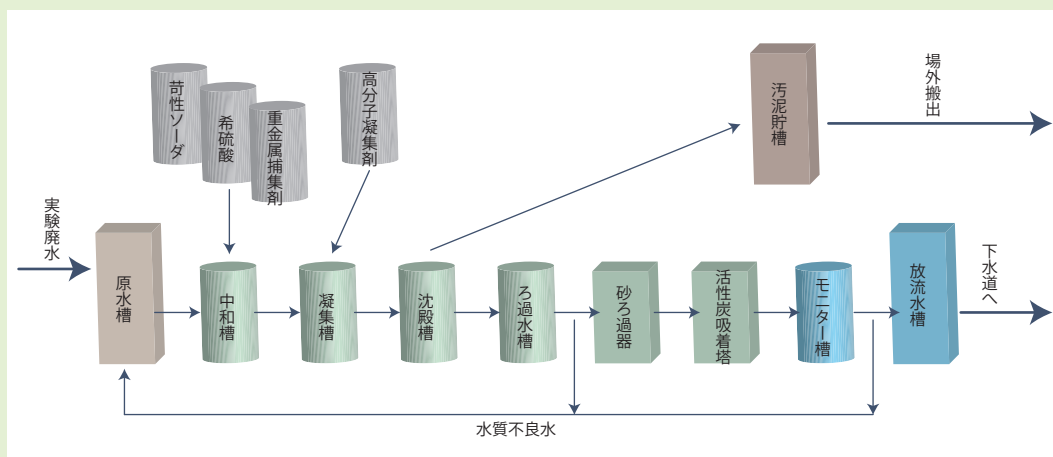 苛性ソーダ
希硫酸
重金属捕集剤
高分子凝集剤
汚泥貯槽
場外搬出
実験廃水
原水槽
中和槽
凝集槽
沈殿槽
ろ過水槽
砂ろ過器
活性炭吸着塔
モニター槽
放流水槽
下水道へ
水質不良水